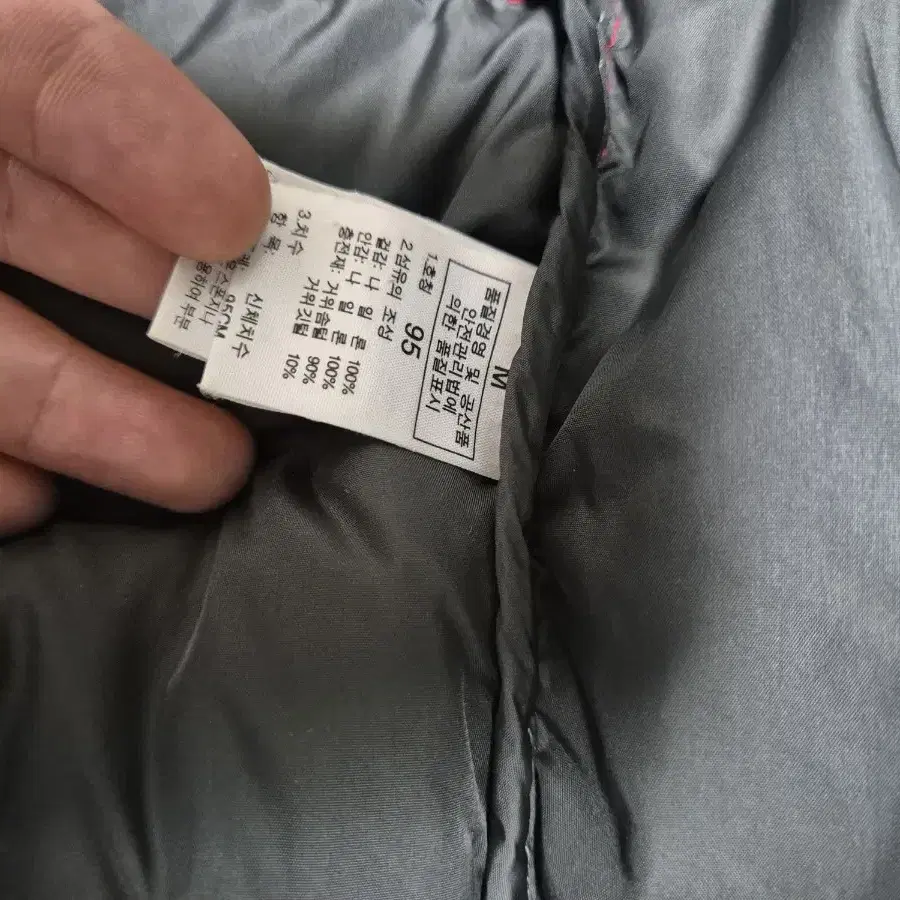 M
품질경영 및 공산품
안전관리법에
의한 품질표시
1.호칭 95
2.섬유의 조성
겉감: 나 일 론 100%
안감: 나 일 론 100%
충전재: 거위솜털 90%
거위깃털 10%
3.치수 신체치수
95CM